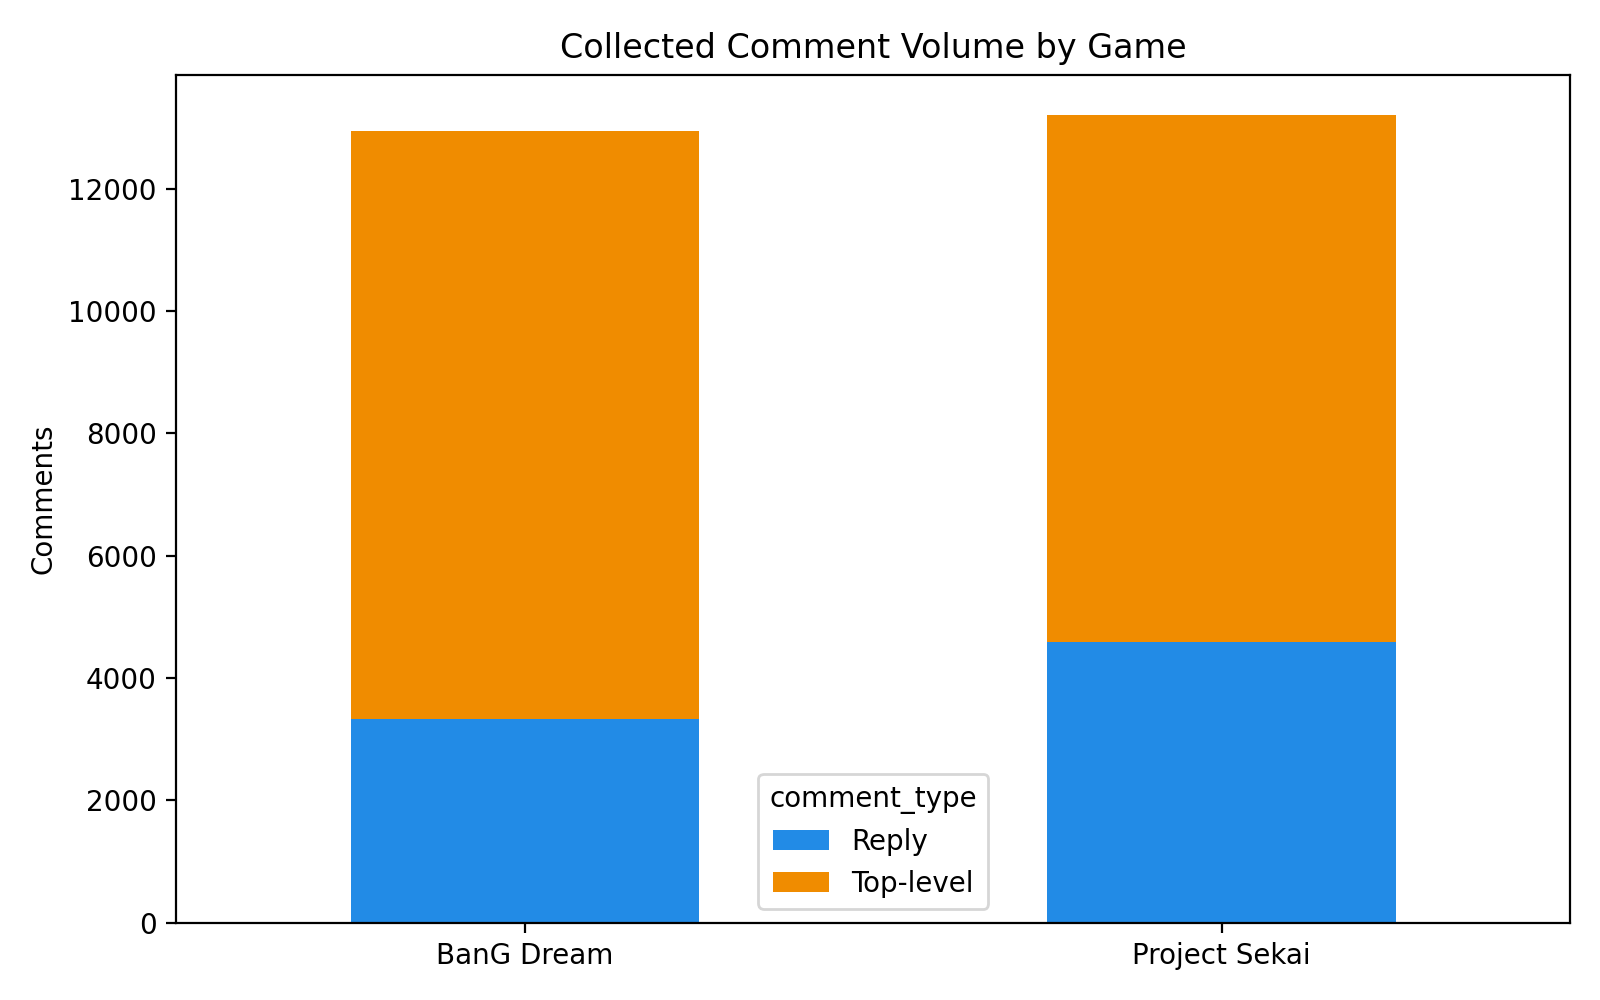 Collected Comment Volume by Game
Comments
12000
10000
8000
6000
4000
2000
0
comment_type
Reply
Top-level
BanG Dream
Project Sekai